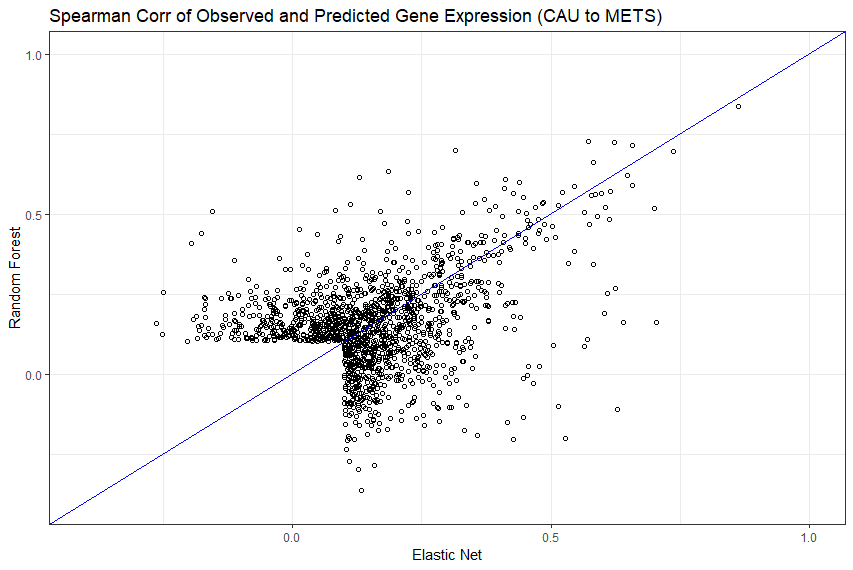 Spearman Corr of Observed and Predicted Gene Expression (CAU to METS)
1.0
0.5
0.0
Random Forest
0.0 0.5 1.0
Elastic Net